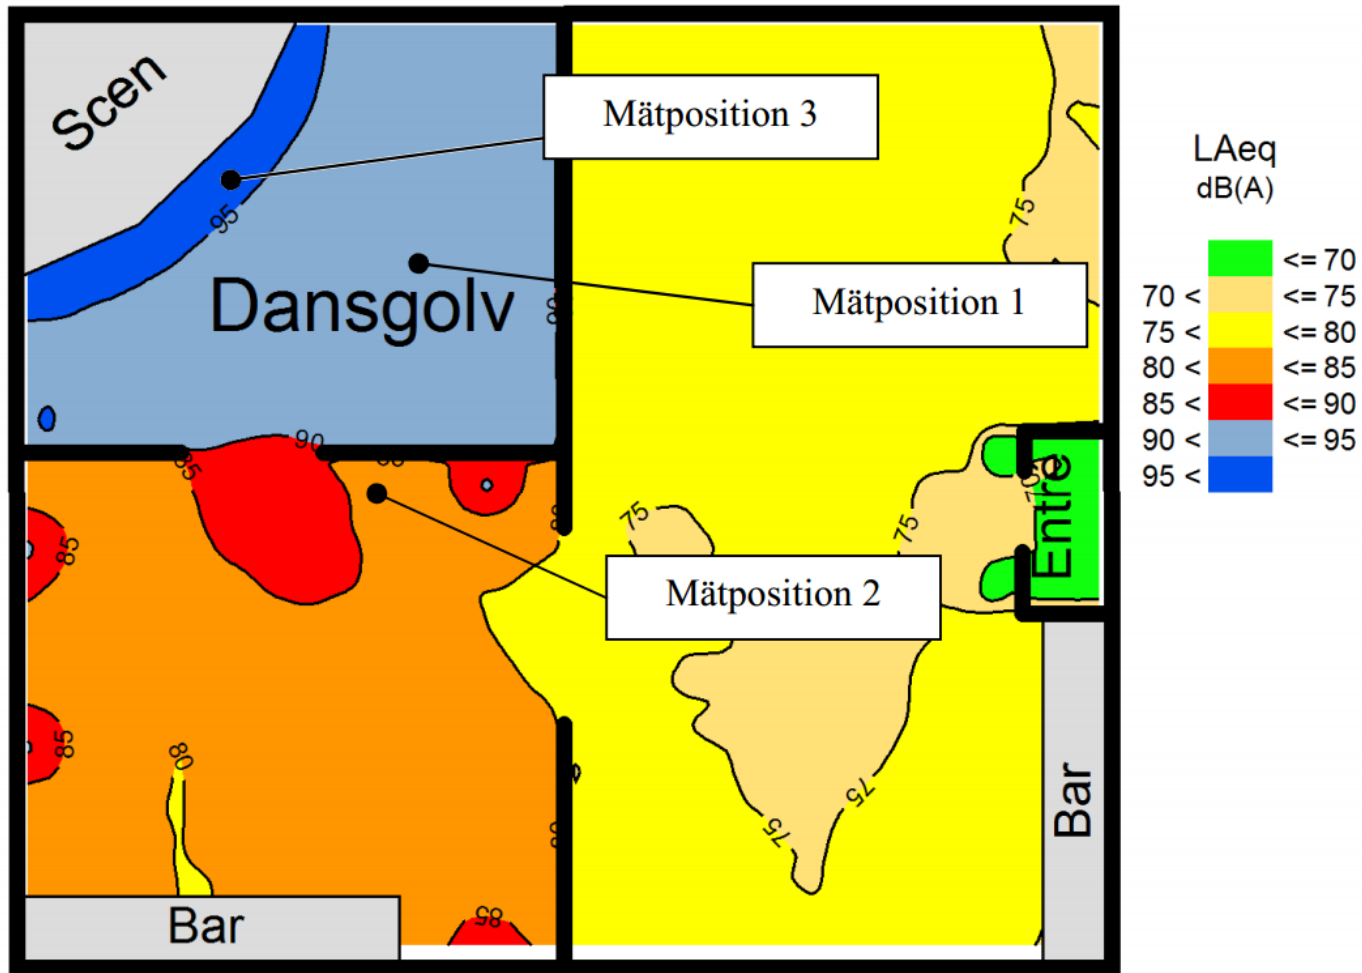 Scen
Mätposition 3
95
75
Dansgolv
Mätposition 1
90
85
75
75
Entre
Mätposition 2
85
85
80
75
75
85
Bar
Bar
LAeq
dB(A)
<= 70
70 < <= 75
75 < <= 80
80 < <= 85
85 < <= 90
90 < <= 95
95 <